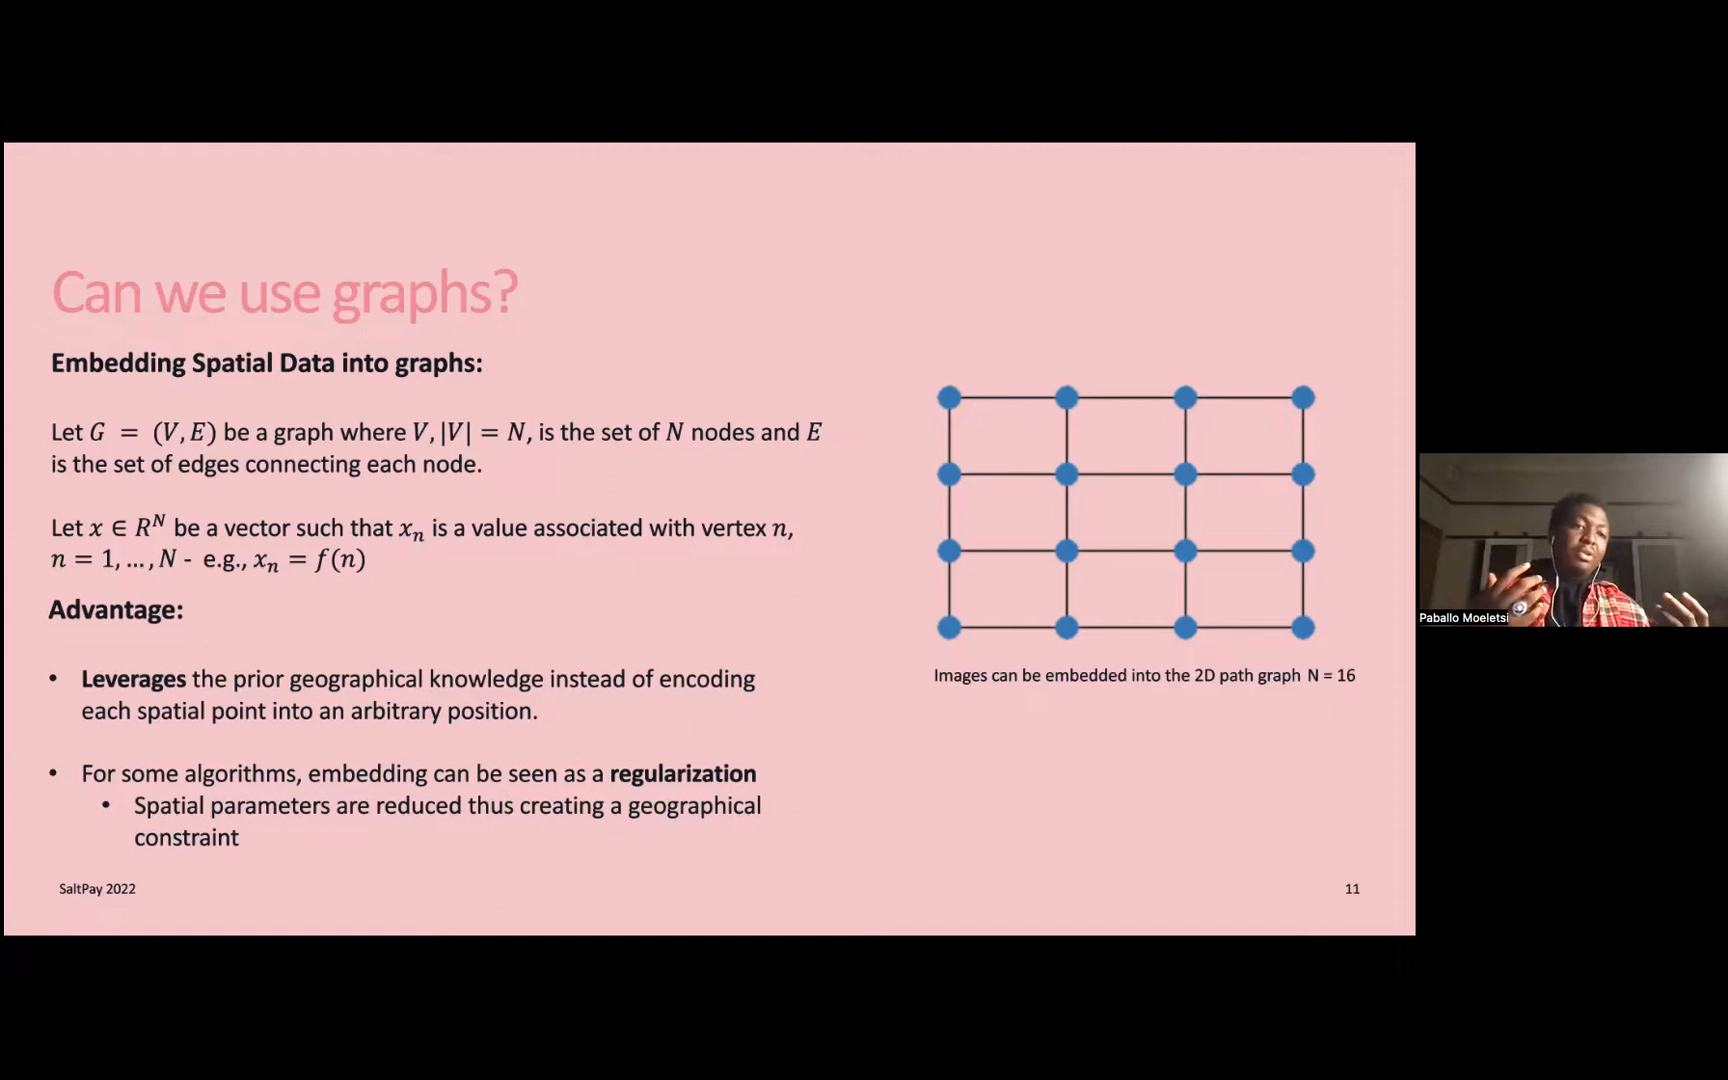 Can we use graphs?
Embedding Spatial Data into graphs:
Let G = (V, E) be a graph where V, |V| = N, is the set of N nodes and E
is the set of edges connecting each node.
Let x ∈ Rᴺ be a vector such that xₙ is a value associated with vertex n,
n = 1, … , N - e.g., xₙ = f(n)
Advantage:
• Leverages the prior geographical knowledge instead of encoding
each spatial point into an arbitrary position.
• For some algorithms, embedding can be seen as a regularization
• Spatial parameters are reduced thus creating a geographical
constraint
Images can be embedded into the 2D path graph N = 16
SaltPay 2022
11
Paballo Moeletsi